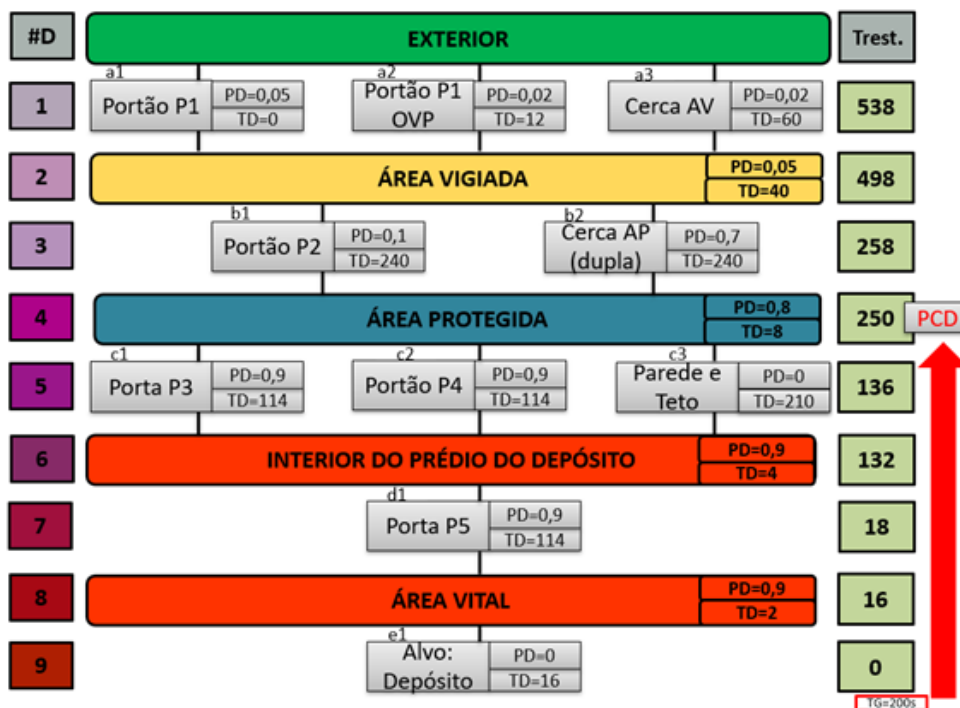 #D
EXTERIOR
Trest.
a1
a2
a3
1
Portão P1
PD=0,05
TD=0
Portão P1
OVP
PD=0,02
TD=12
Cerca AV
PD=0,02
TD=60
538
2
ÁREA VIGIADA
PD=0,05
TD=40
498
b1
b2
3
Portão P2
PD=0,1
TD=240
Cerca AP
(dupla)
PD=0,7
TD=240
258
4
ÁREA PROTEGIDA
PD=0,8
TD=8
250
PCD
c1
c2
c3
5
Porta P3
PD=0,9
TD=114
Portão P4
PD=0,9
TD=114
Parede e
Teto
PD=0
TD=210
136
6
INTERIOR DO PRÉDIO DO DEPÓSITO
PD=0,9
TD=4
132
d1
7
Porta P5
PD=0,9
TD=114
18
8
ÁREA VITAL
PD=0,9
TD=2
16
e1
9
Alvo:
Depósito
PD=0
TD=16
0
TG=200s